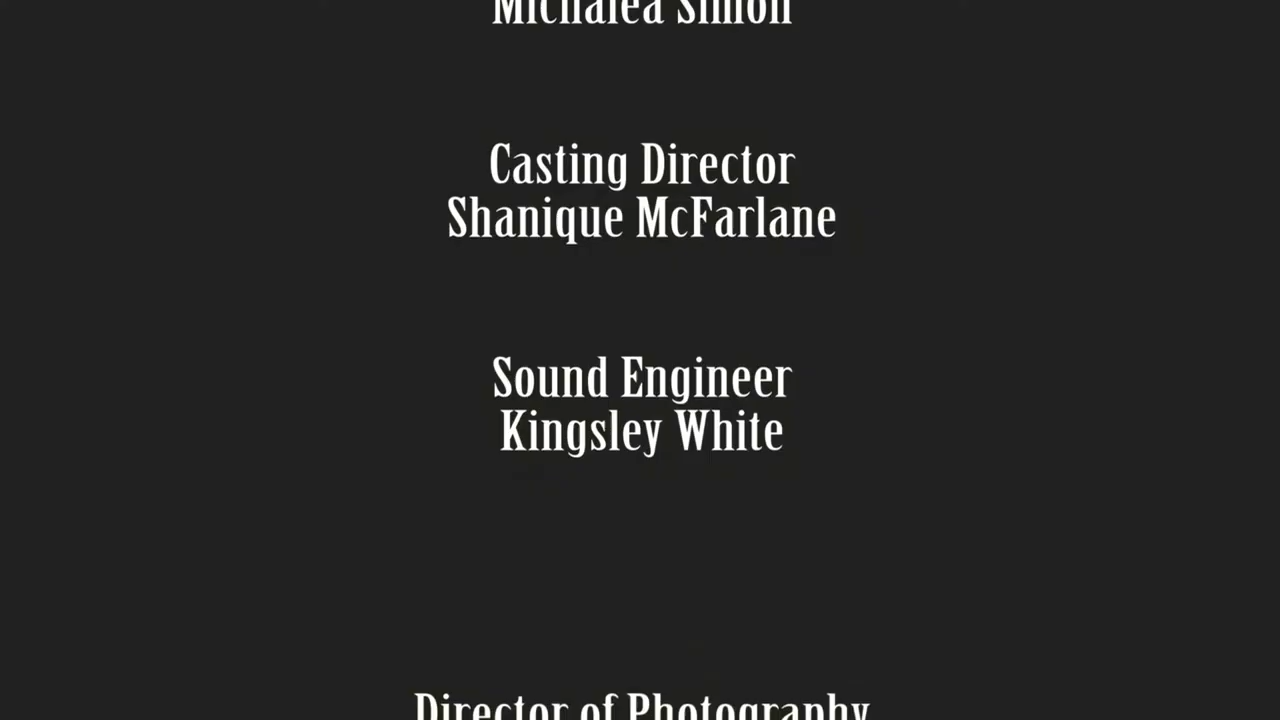 Michalea Simon
Casting Director
Shanique McFarlane
Sound Engineer
Kingsley White
Director of Photography